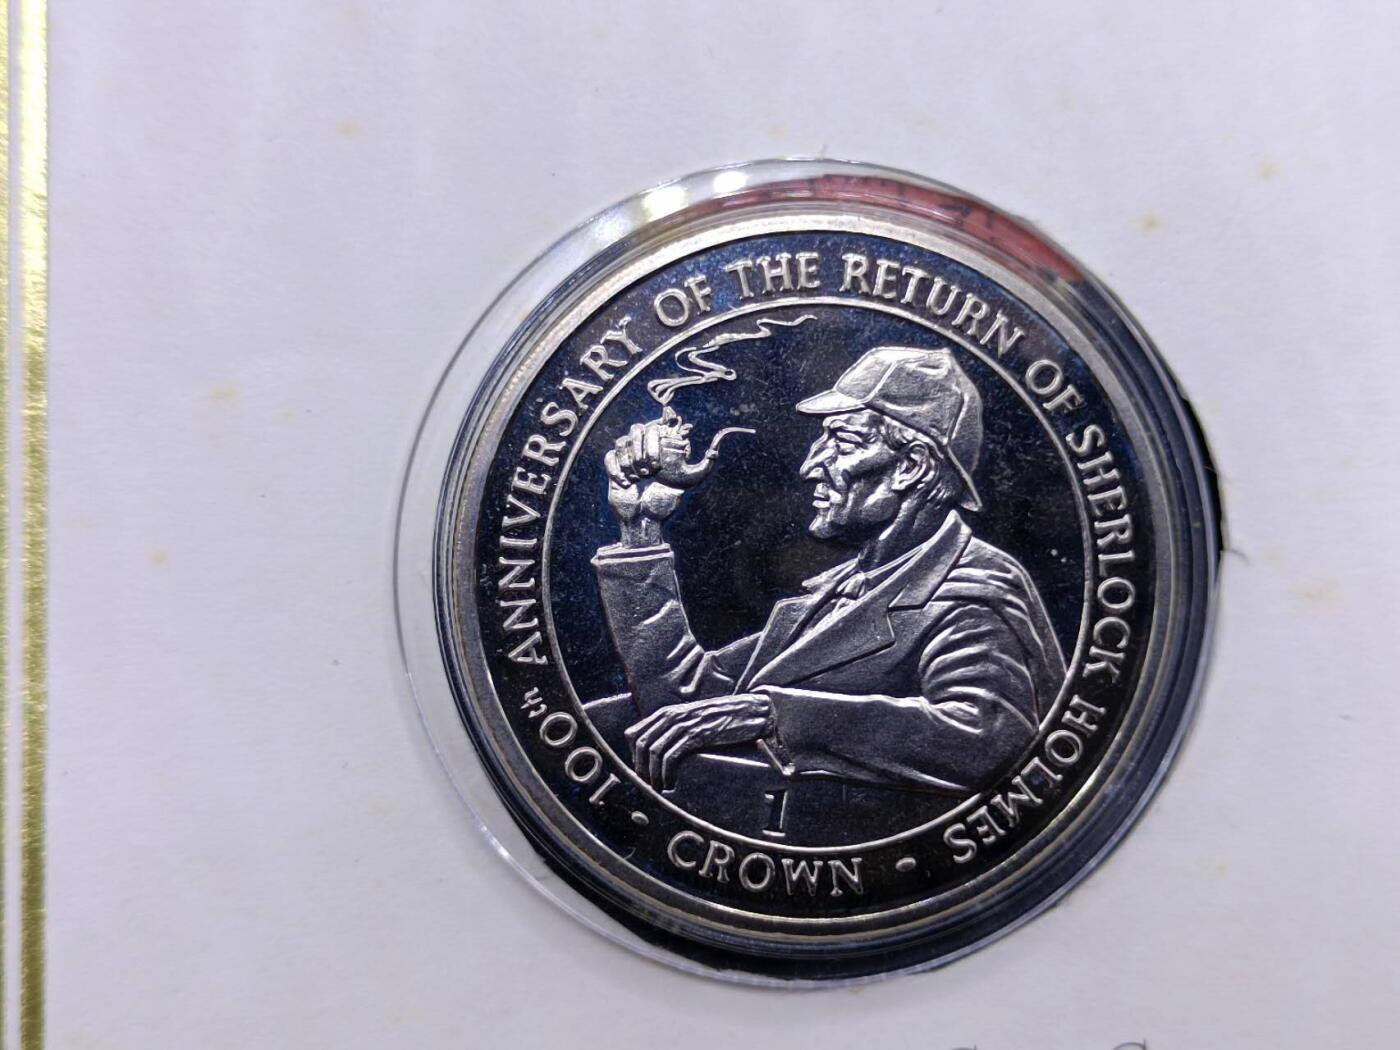 100th ANNIVERSARY OF THE RETURN OF SHERLOCK HOLMES
1
• CROWN •